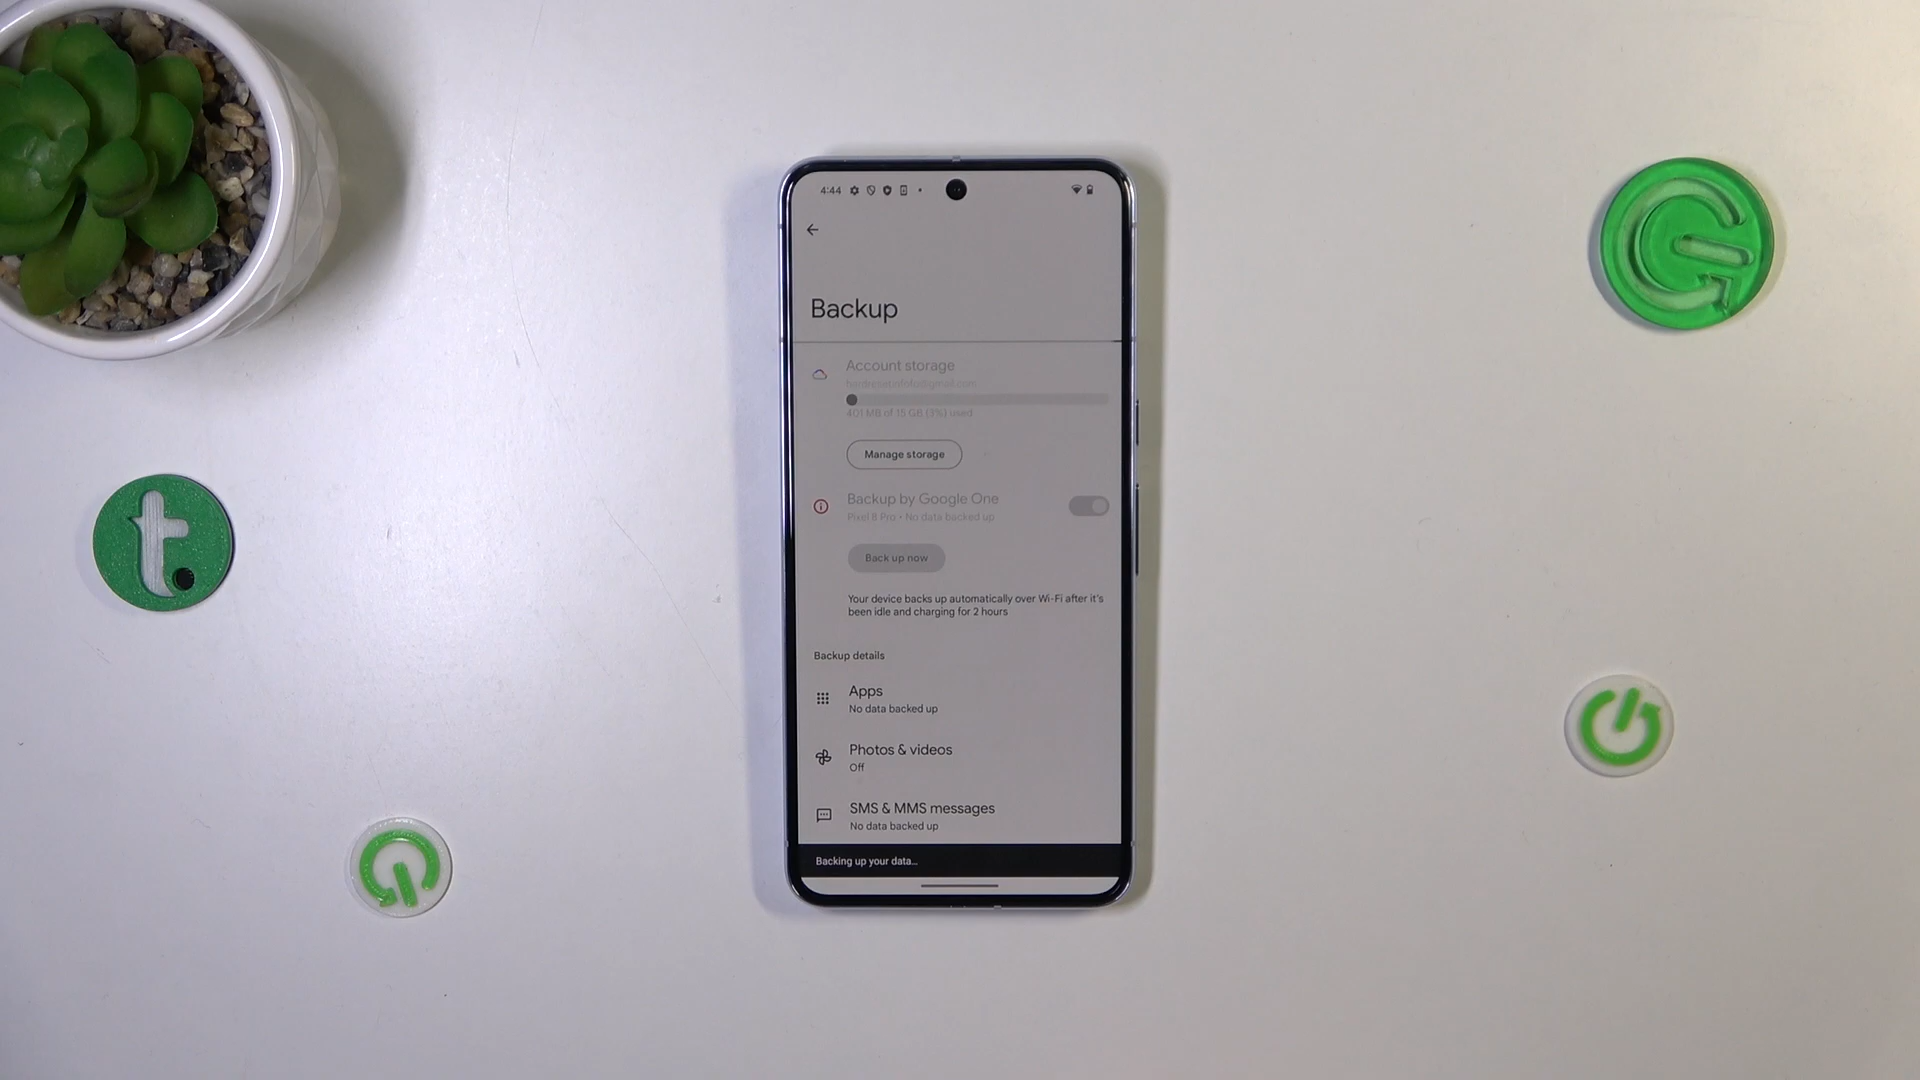 4:44
Backup
Account storage
hardreset.info@gmail.com
401 MB of 15 GB (3%) used
Manage storage
Backup by Google One
Pixel 8 Pro • No data backed up
Back up now
Your device backs up automatically over Wi-Fi after it's
been idle and charging for 2 hours
Backup details
Apps
No data backed up
Photos & videos
Off
SMS & MMS messages
No data backed up
Backing up your data...
t.